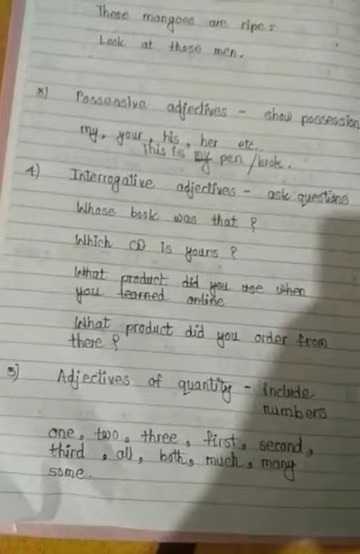 These mangoes are ripe:
Look at those men.
3) Possessive adjectives - show possession
my, your, his, her etc.
This is my pen / book.
4) Interrogative adjectives - ask questions
Whose book was that ?
Which CD is yours ?
What product did you use when
you learned online
What product did you order from
there ?
5) Adjectives of quantity - include
numbers
one, two, three, first, second,
third, all, both, much, many
some.